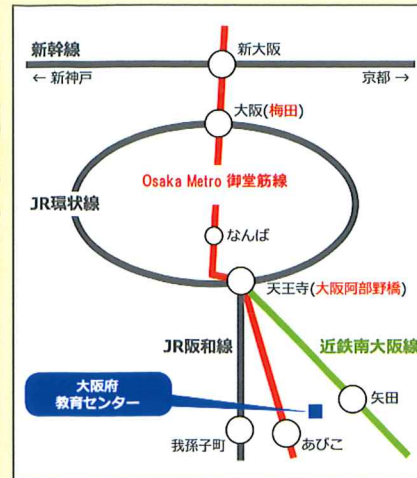 新幹線
新大阪
← 新神戸
京都 →
大阪(梅田)
Osaka Metro 御堂筋線
JR環状線
なんば
天王寺(大阪阿部野橋)
JR阪和線
近鉄南大阪線
大阪府
教育センター
矢田
我孫子町
あびこ